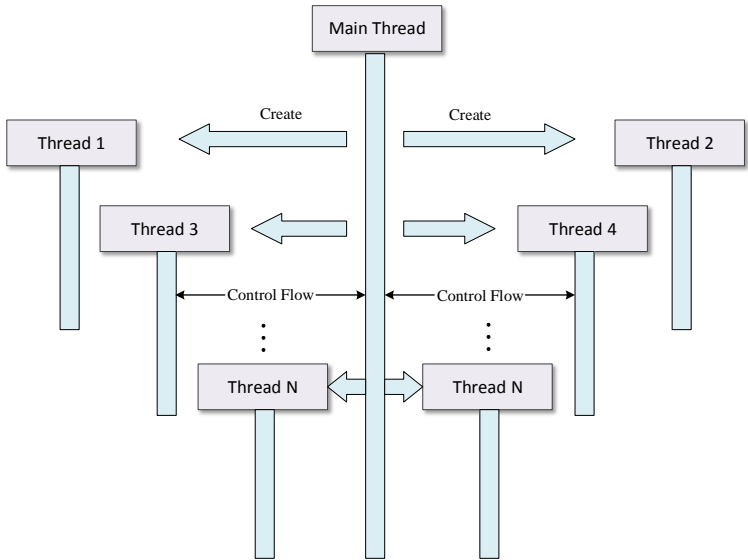 Main Thread
Create
Create
Thread 1
Thread 2
Thread 3
Thread 4
Control Flow
Control Flow
Thread N
Thread N